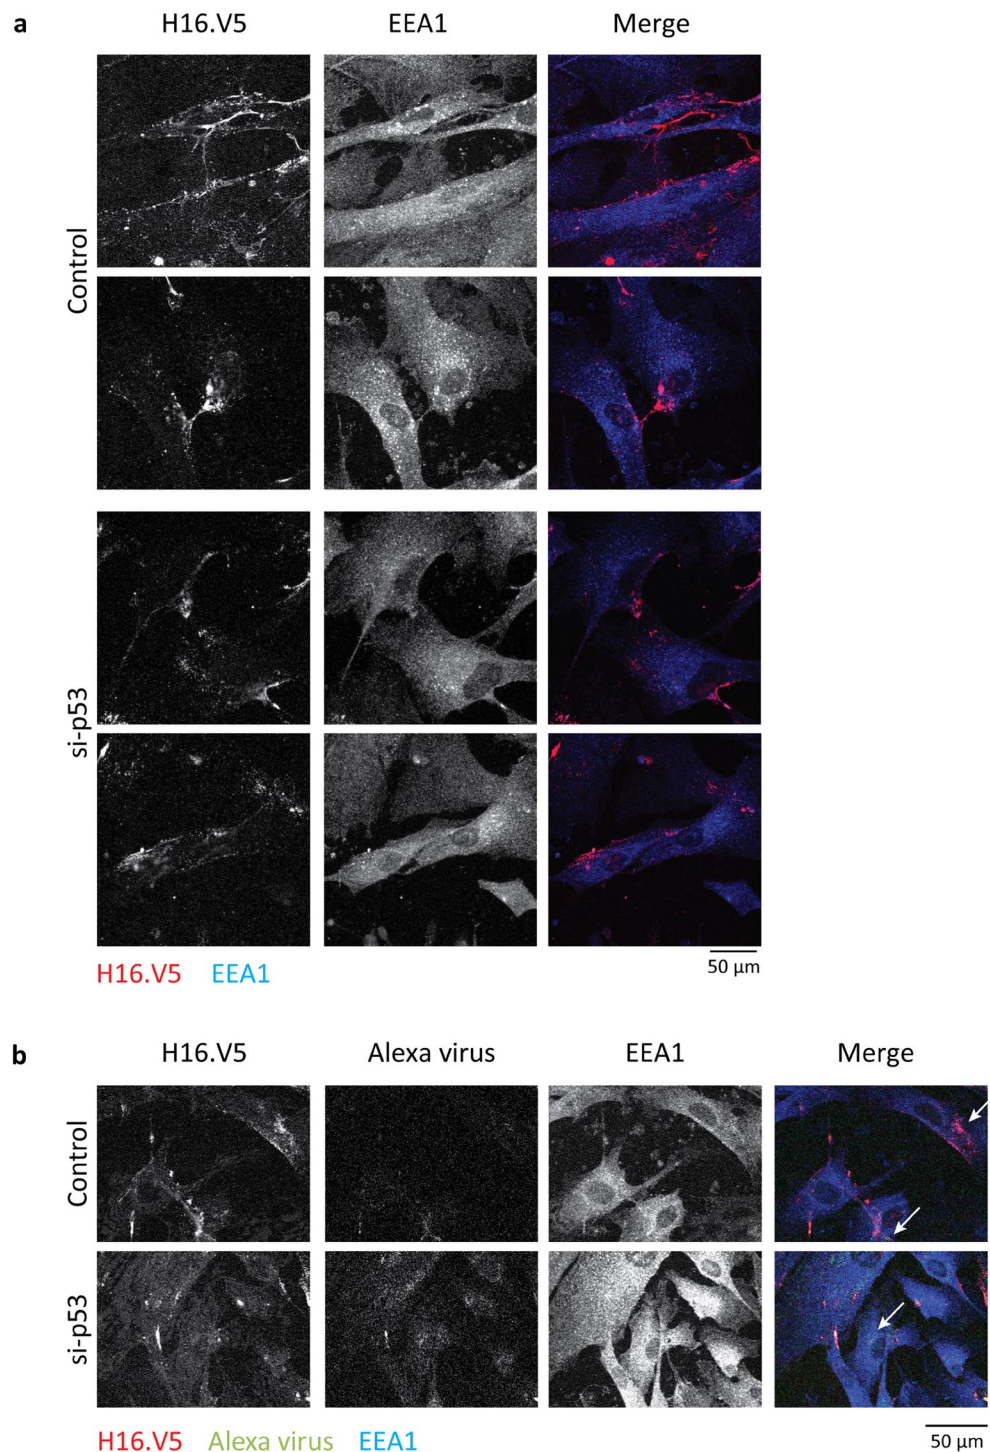 a
H16.V5 EEA1 Merge
Control
si-p53
50 µm
H16.V5 EEA1
b
H16.V5 Alexa virus EEA1 Merge
Control
si-p53
H16.V5 Alexa virus EEA1
50 µm